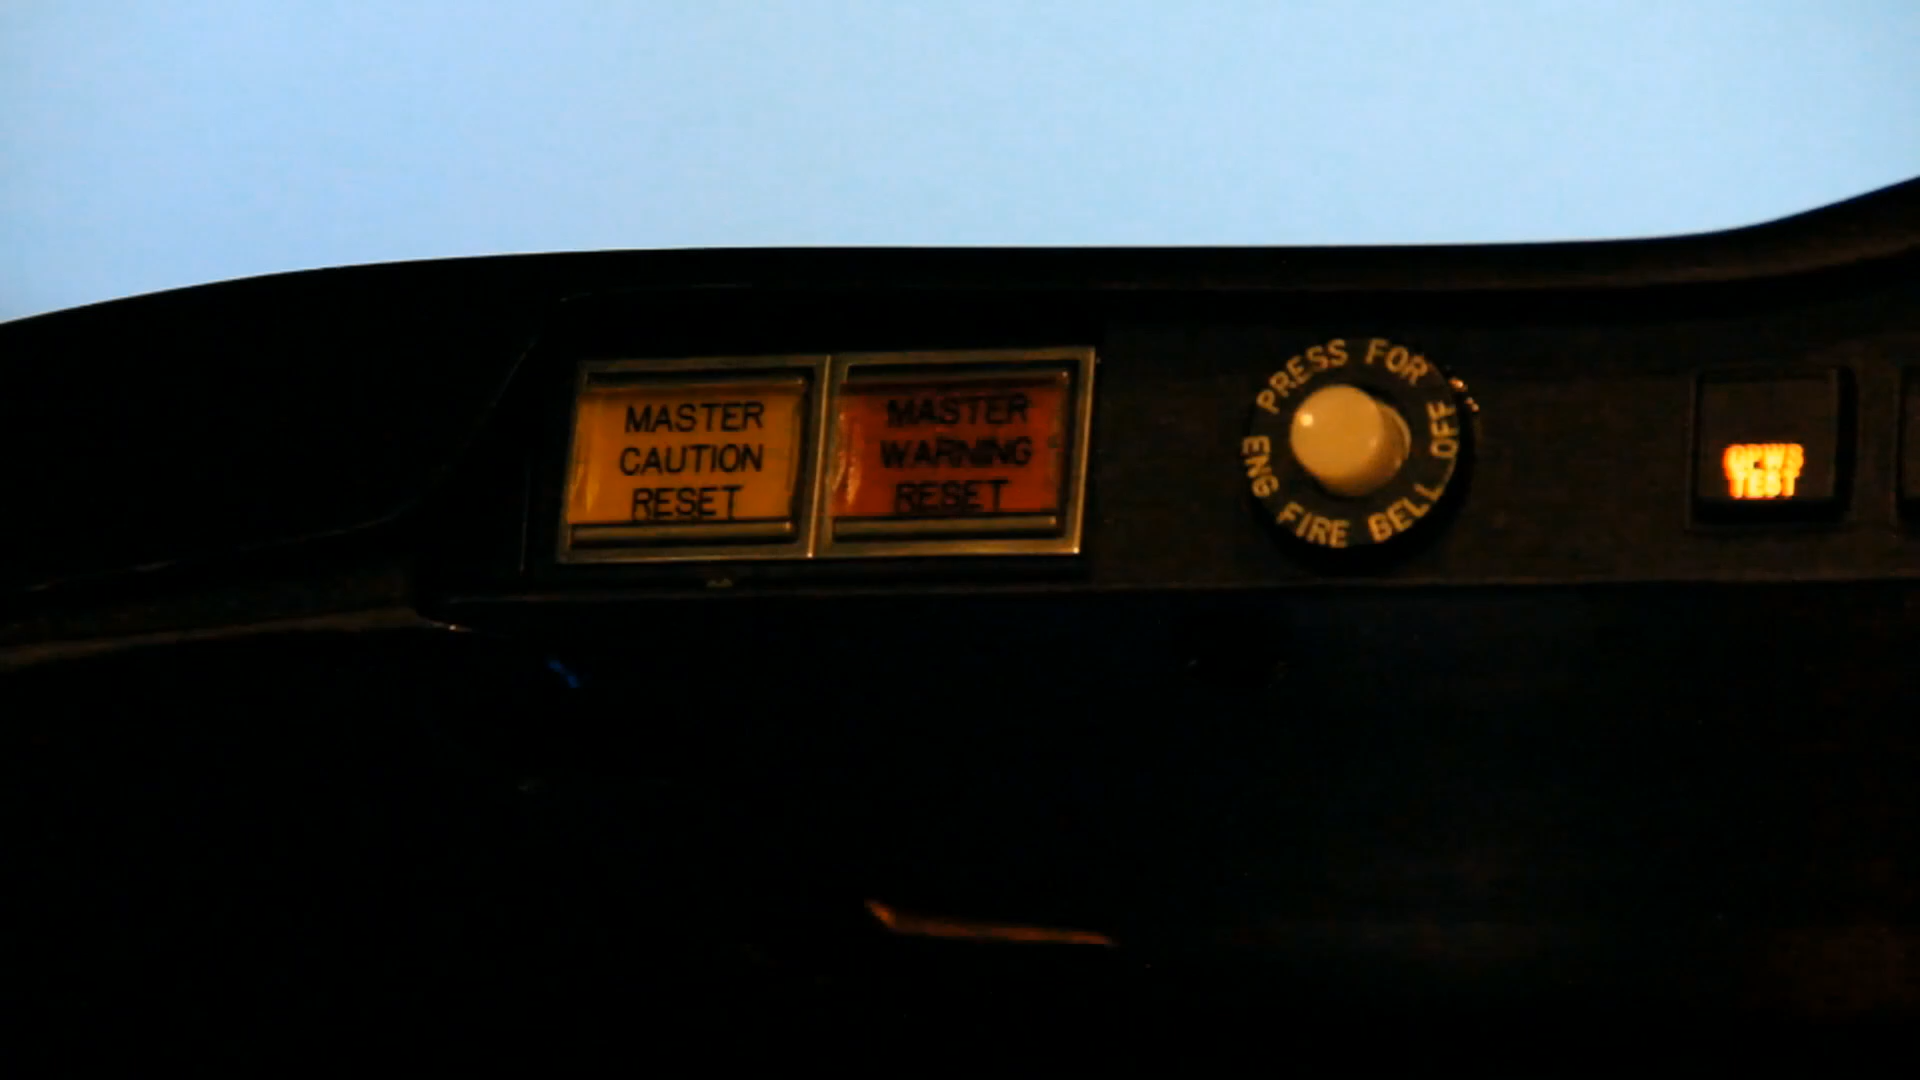 MASTER
CAUTION
RESET
MASTER
WARNING
RESET
PRESS FOR
ENG FIRE BELL OFF
GPWS
TEST